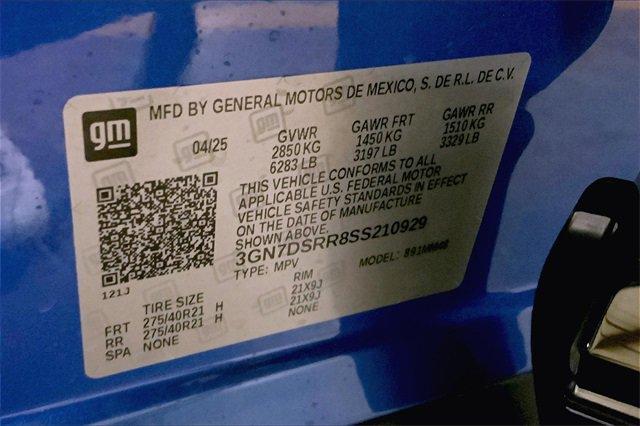 gm
MFD BY GENERAL MOTORS DE MEXICO, S. DE R.L. DE C.V.
04/25 GVWR GAWR FRT GAWR RR
2850 KG 1450 KG 1510 KG
6283 LB 3197 LB 3329 LB
THIS VEHICLE CONFORMS TO ALL
APPLICABLE U.S. FEDERAL MOTOR
VEHICLE SAFETY STANDARDS IN EFFECT
ON THE DATE OF MANUFACTURE
SHOWN ABOVE.
3GN7DSRR8SS210929
TYPE: MPV MODEL:
121J
TIRE SIZE RIM
FRT 275/40R21 H 21X9J
RR 275/40R21 H 21X9J
SPA NONE NONE